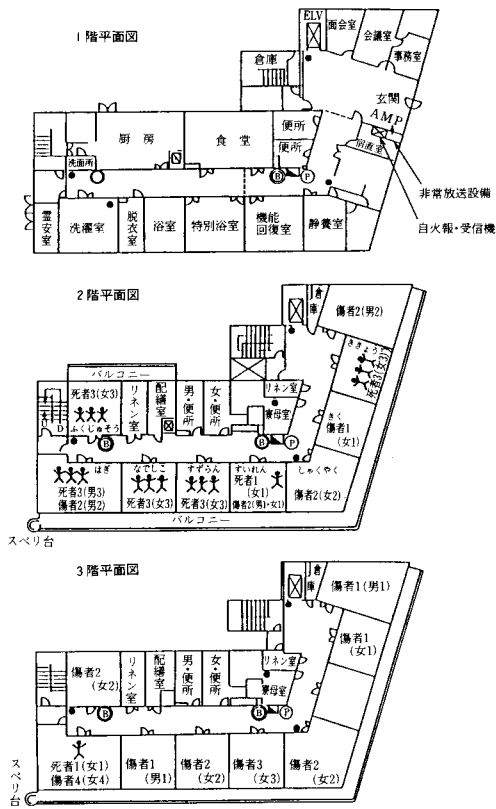 1階平面図
ELV
面会室
会議室
事務室
倉庫
玄関
AMP
厨房
食堂
便所
便所
宿直室
洗面所
B
P
非常放送設備
自火報・受信機
霊安室
洗濯室
脱衣室
浴室
特別浴室
機能
回復室
静養室
2階平面図
倉庫
傷者2(男2)
バルコニー
ききょう
死者3(女3)
死者3(女3)
ふくじゅそう
リネン室
配繕室
男・便所
女・便所
リネン室
寮母室
きく
傷者1
(女1)
U
D
B
B
P
はぎ
死者3(男3)
傷者2(男2)
なでしこ
死者3(女3)
すずらん
死者3(女3)
すいれん
死者1
(女1)
傷者2(男1・女1)
しゃくやく
傷者2(女2)
バルコニー
スベリ台
3階平面図
倉庫
傷者1(男1)
傷者1
(女1)
傷者2
(女2)
リネン室
配繕室
男・便所
女・便所
リネン室
寮母室
B
B
P
死者1(女1)
傷者4(女4)
傷者1
(男1)
傷者2
(女2)
傷者3
(女3)
傷者2
(女2)
スベリ台